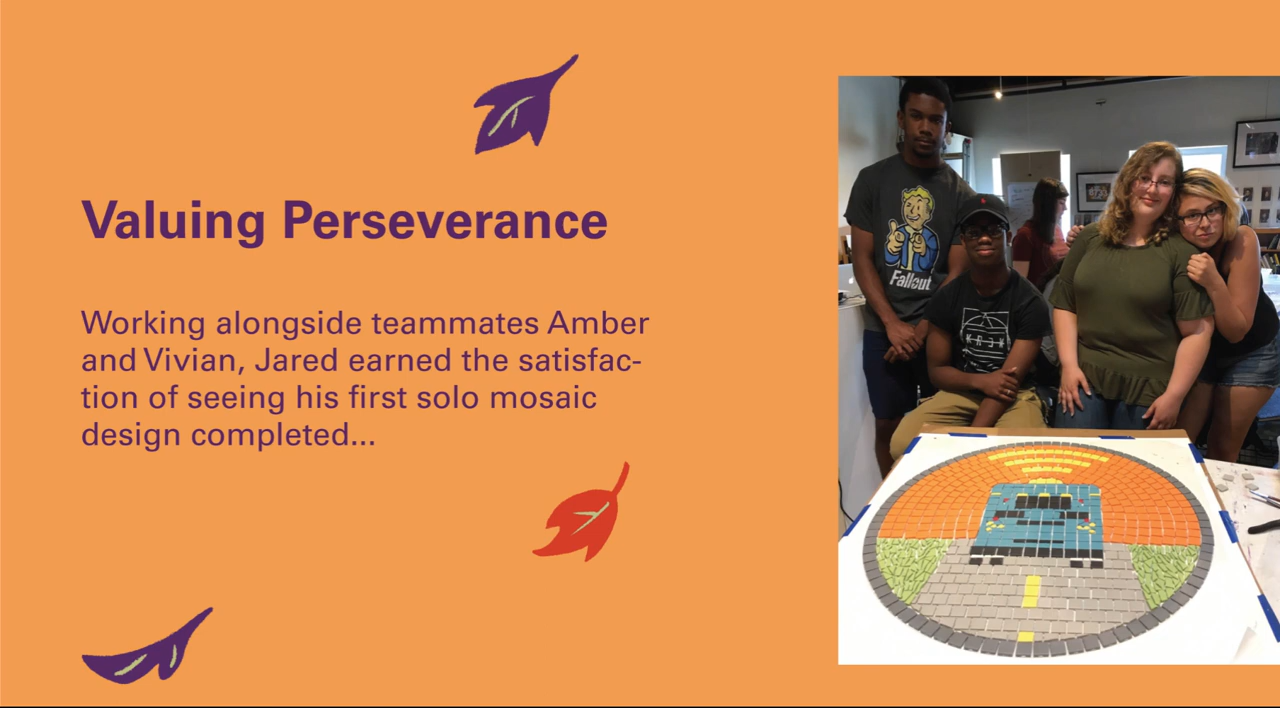 Valuing Perseverance
Working alongside teammates Amber
and Vivian, Jared earned the satisfac-
tion of seeing his first solo mosaic
design completed...
Fallout